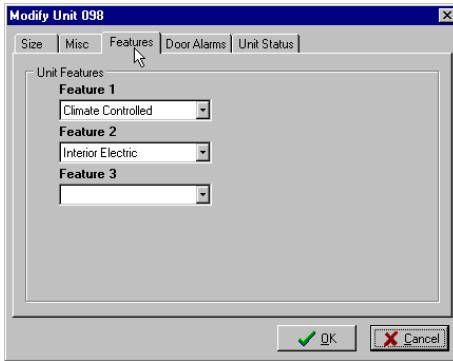 Modify Unit 098
Size Misc Features Door Alarms Unit Status
Unit Features
Feature 1
Climate Controlled
Feature 2
Interior Electric
Feature 3
OK Cancel